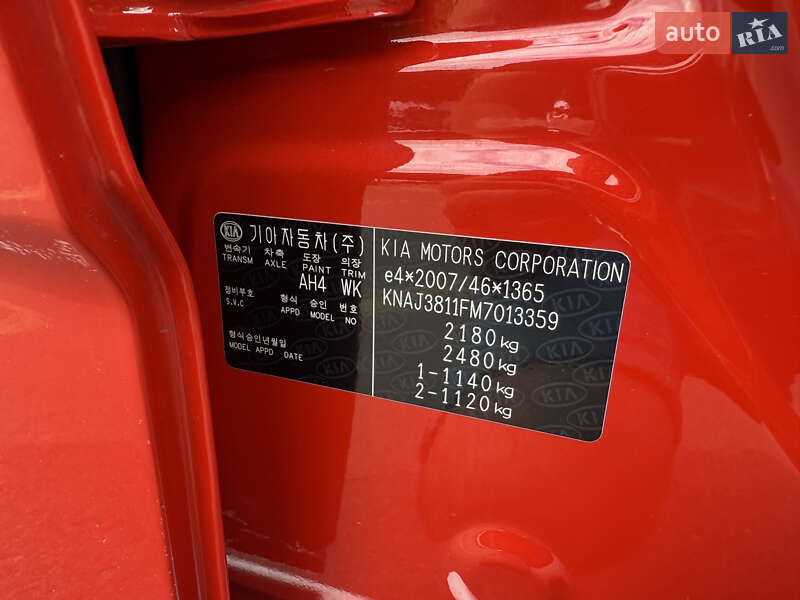 auto RIA.com
KIA 기아자동차(주)
변속기 차축 도장 의장
TRANSM AXLE PAINT TRIM
AH4 WK
정비부호 형식 승인 번호
S.V.C APPD MODEL NO
형식승인년월일
MODEL APPD DATE
KIA MOTORS CORPORATION
e4*2007/46*1365
KNAJ3811FM7013359
2180kg
2480kg
1-1140kg
2-1120kg